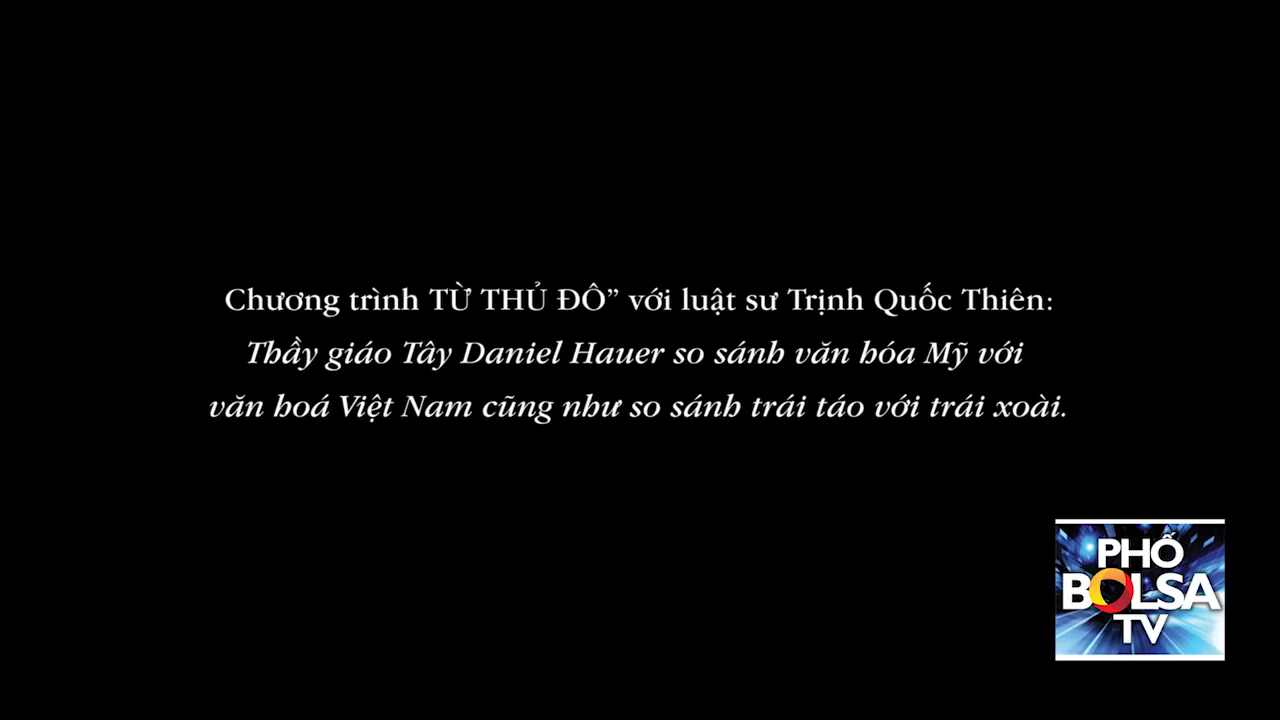 Chương trình TỪ THỦ ĐÔ” với luật sư Trịnh Quốc Thiên:
Thầy giáo Tây Daniel Hauer so sánh văn hóa Mỹ với
văn hoá Việt Nam cũng như so sánh trái táo với trái xoài.
PHỐ
BOLSA
TV